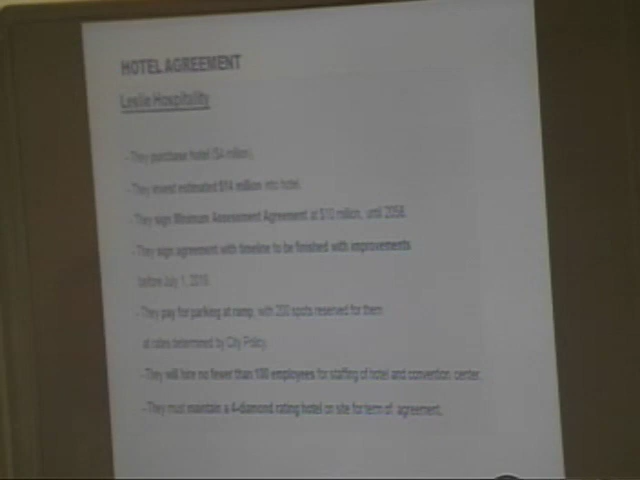 HOTEL AGREEMENT
Leslie Hospitality
- They purchase hotel ($4 million).
- They invest estimated $14 million into hotel.
- They sign Minimum Assessment Agreement at $10 million, until 2058.
- They sign agreement with timeline to be finished with improvements
before July 1, 2019.
- They pay for parking at ramp, with 200 spots reserved for them
at rates determined by City Policy.
- They will hire no fewer than 100 employees for staffing of hotel and convention center.
- They must maintain a 4-diamond rating hotel on site for term of agreement.